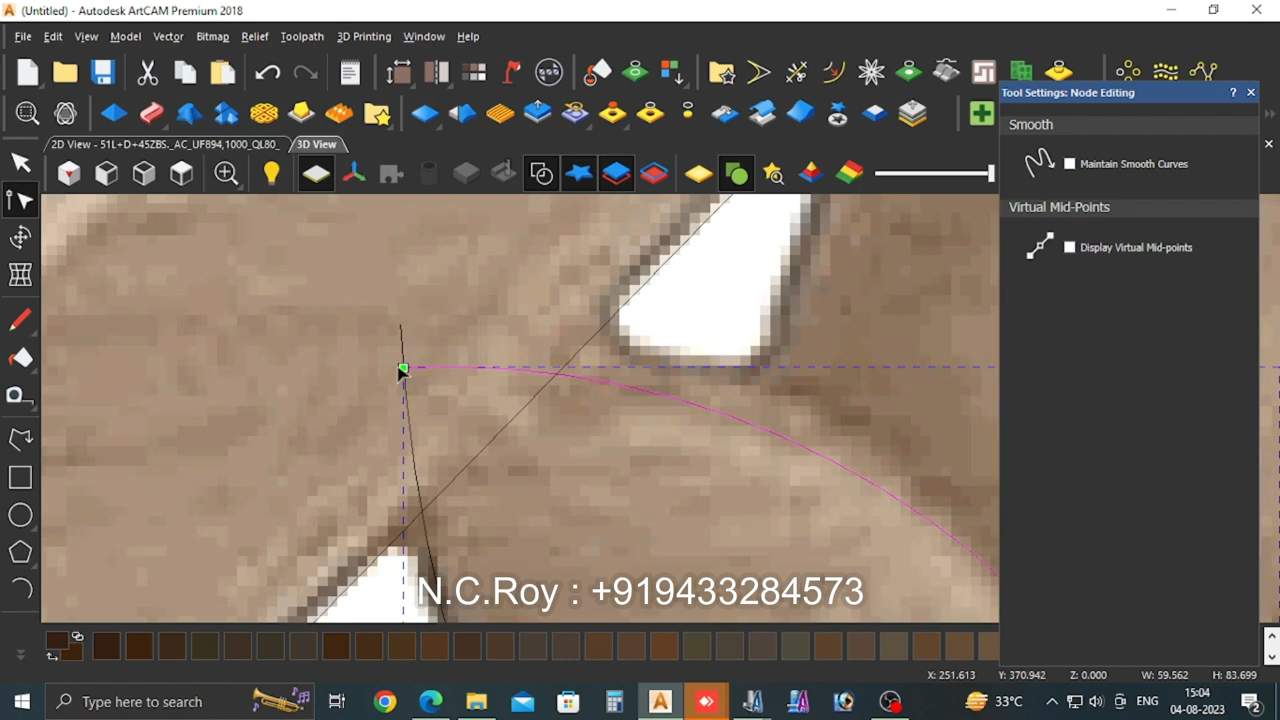 (Untitled) - Autodesk ArtCAM Premium 2018
File Edit View Model Vector Bitmap Relief Toolpath 3D Printing Window Help
Tool Settings: Node Editing ? ×
Smooth
Maintain Smooth Curves
Virtual Mid-Points
Display Virtual Mid-points
2D View - 51L+D+45ZBS._AC_UF894,1000_QL80_ 3D View
N.C.Roy : +919433284573
X: 251.613 Y: 370.942 Z: 0.000 W: 59.562 H: 83.699
Type here to search
33°C ENG 15:04
04-08-2023
2